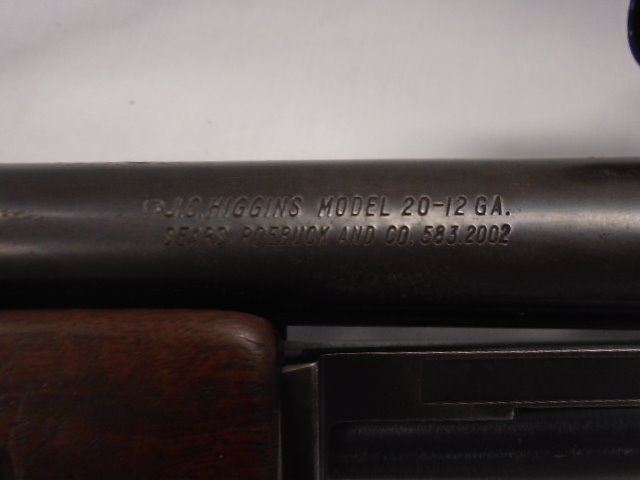 J.C. HIGGINS MODEL 20-12 GA.
SEARS ROEBUCK AND CO. 583.2002